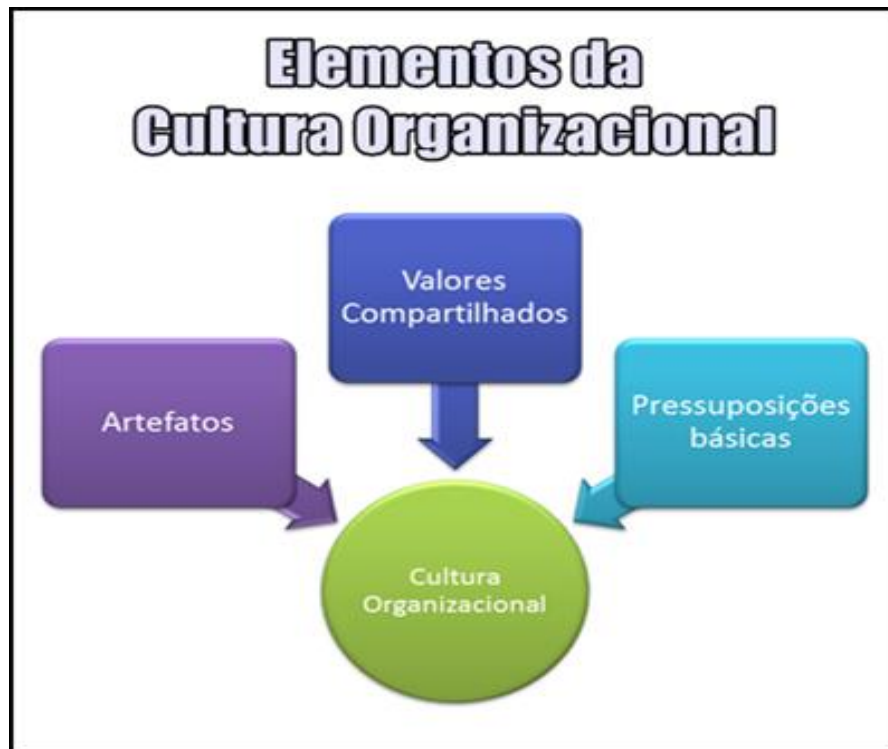 Elementos da
Cultura Organizacional
Valores
Compartilhados
Artefatos
Pressuposições
básicas
Cultura
Organizacional